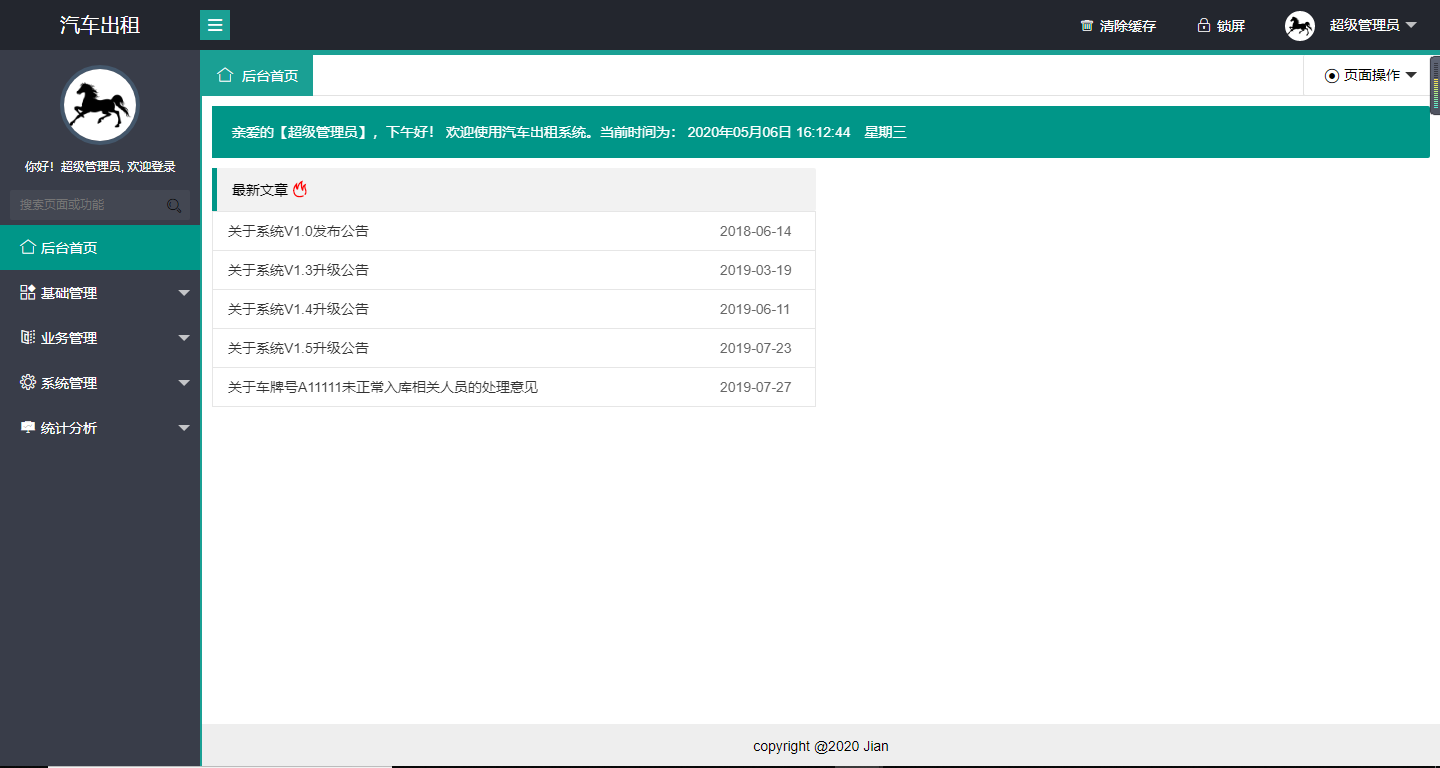 汽车出租
清除缓存
锁屏
超级管理员
后台首页
页面操作
你好！超级管理员, 欢迎登录
搜索页面或功能
后台首页
基础管理
业务管理
系统管理
统计分析
亲爱的【超级管理员】，下午好！ 欢迎使用汽车出租系统。当前时间为： 2020年05月06日 16:12:44 星期三
最新文章
关于系统V1.0发布公告 2018-06-14
关于系统V1.3升级公告 2019-03-19
关于系统V1.4升级公告 2019-06-11
关于系统V1.5升级公告 2019-07-23
关于车牌号A11111未正常入库相关人员的处理意见 2019-07-27
copyright @2020 Jian